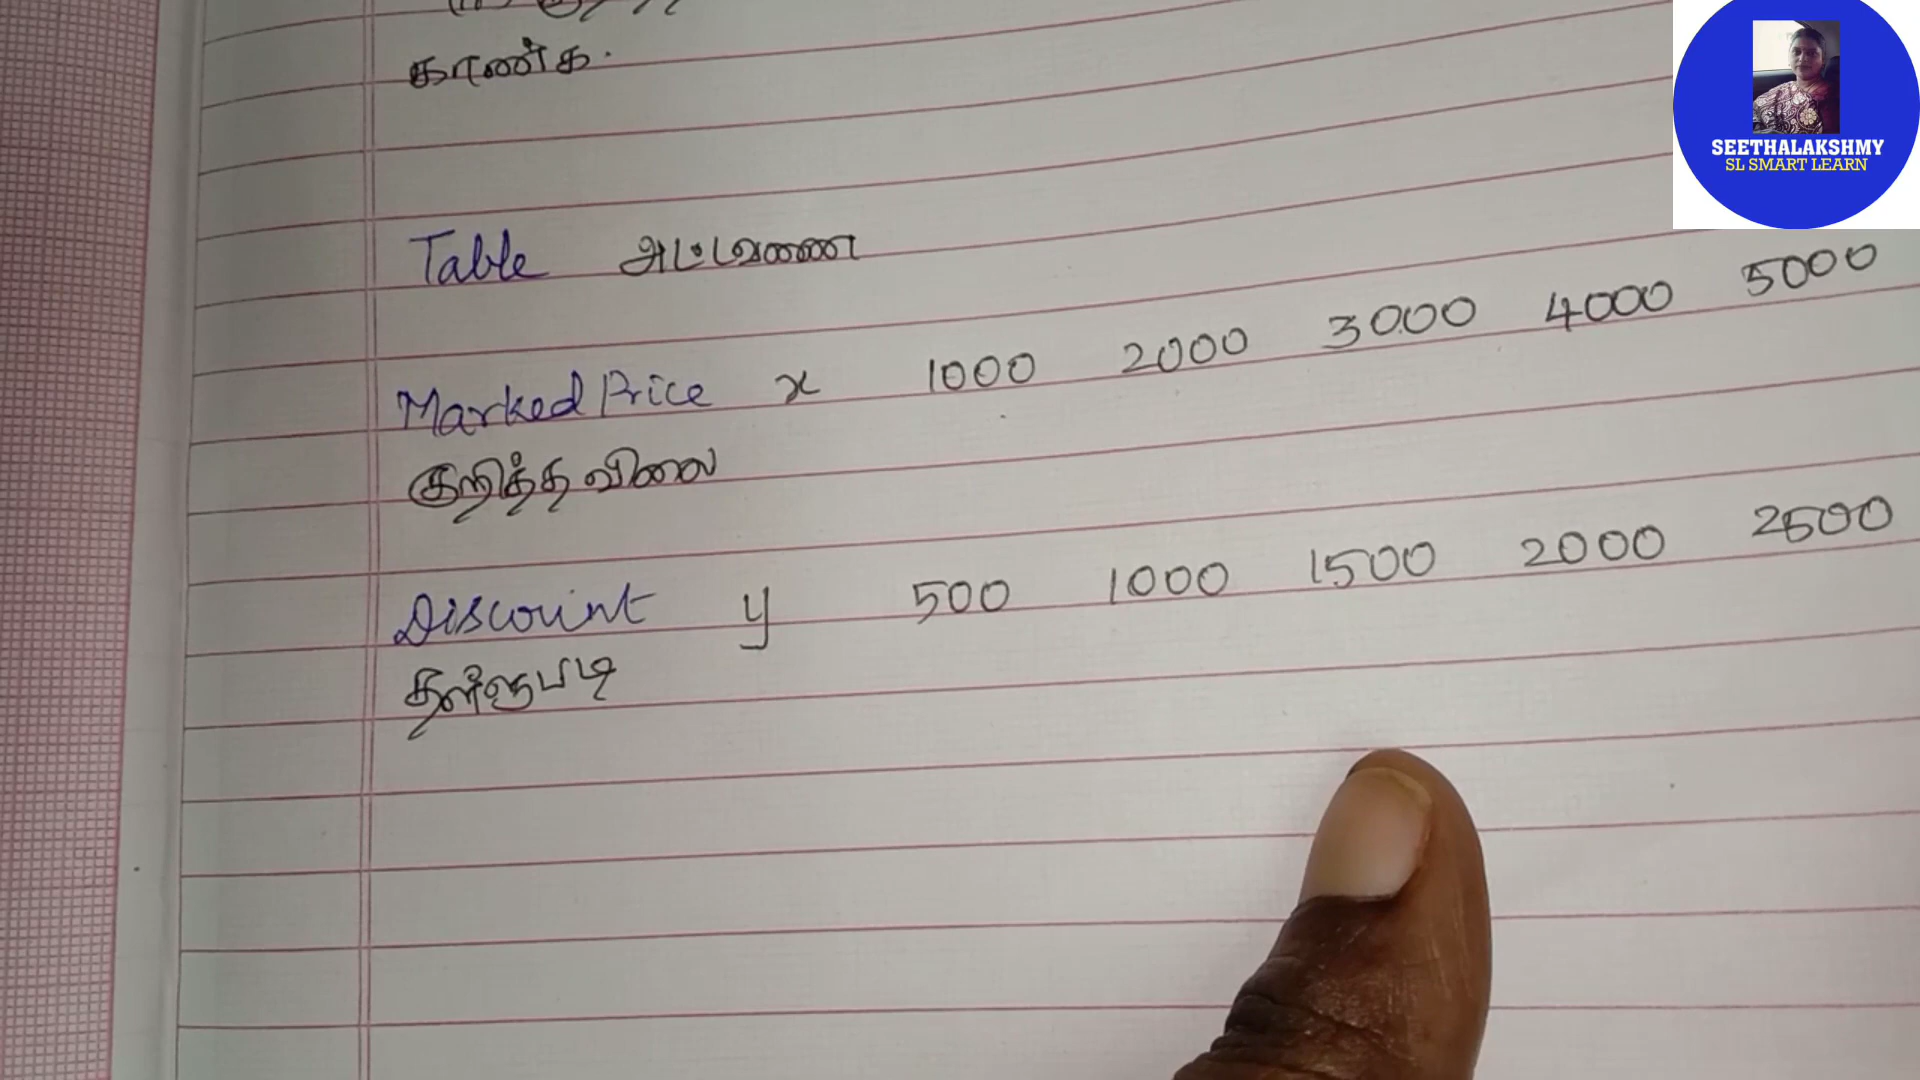 காண்க.
SEETHALAKSHMY
SL SMART LEARN
Table அட்டவணை
Marked Price x 1000 2000 3000 4000 5000
குறித்த விலை
Discount y 500 1000 1500 2000 2500
தள்ளுபடி